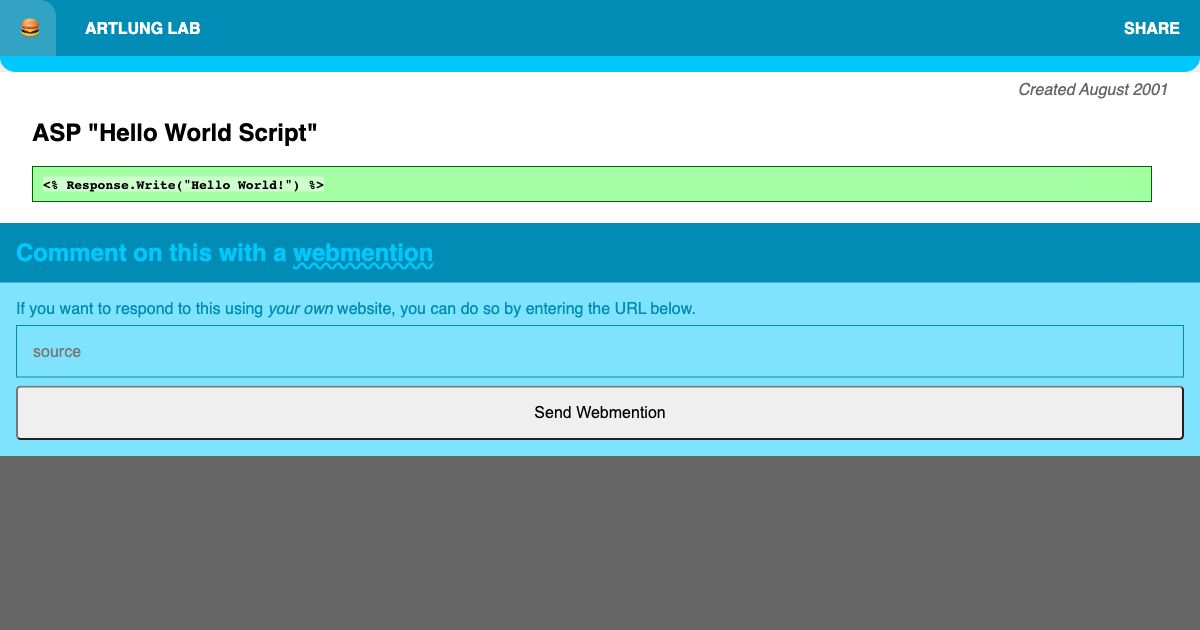 ARTLUNG LAB
SHARE
Created August 2001
ASP "Hello World Script"
<% Response.Write("Hello World!") %>
Comment on this with a webmention
If you want to respond to this using your own website, you can do so by entering the URL below.
source
Send Webmention